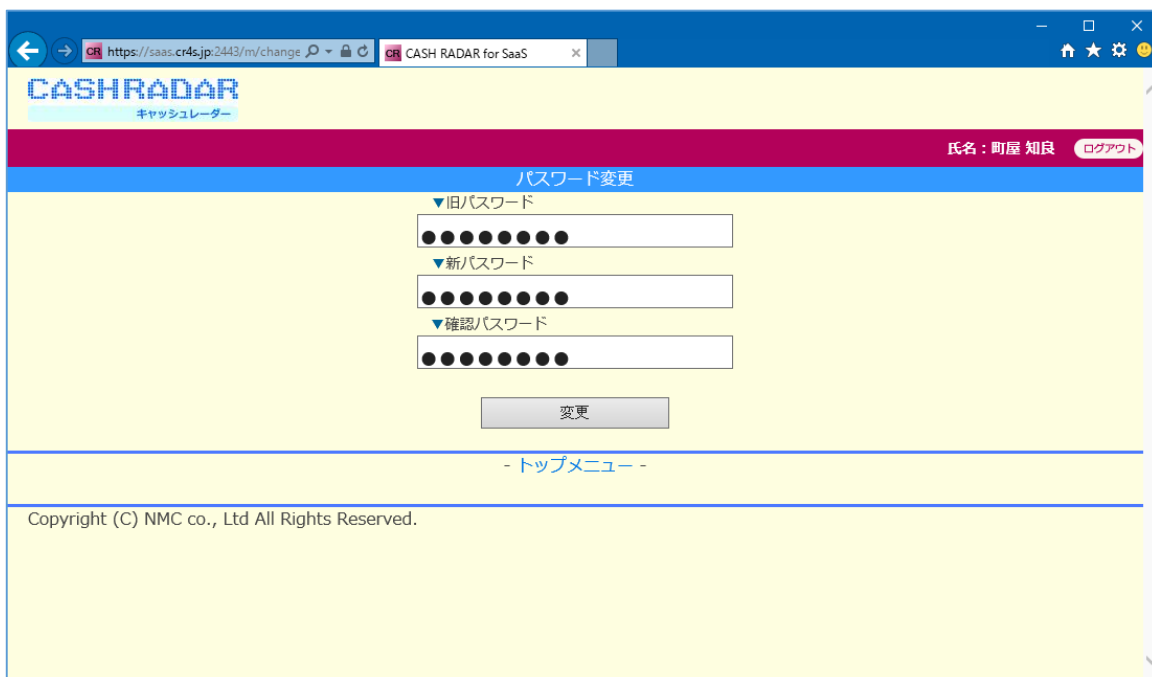 CR https://saas.cr4s.jp:2443/m/change CR CASH RADAR for SaaS
CASHRADAR
キャッシュレーダー
氏名：町屋 知良 ログアウト
パスワード変更
▼旧パスワード
●●●●●●●●
▼新パスワード
●●●●●●●●
▼確認パスワード
●●●●●●●●
変更
- トップメニュー -
Copyright (C) NMC co., Ltd All Rights Reserved.